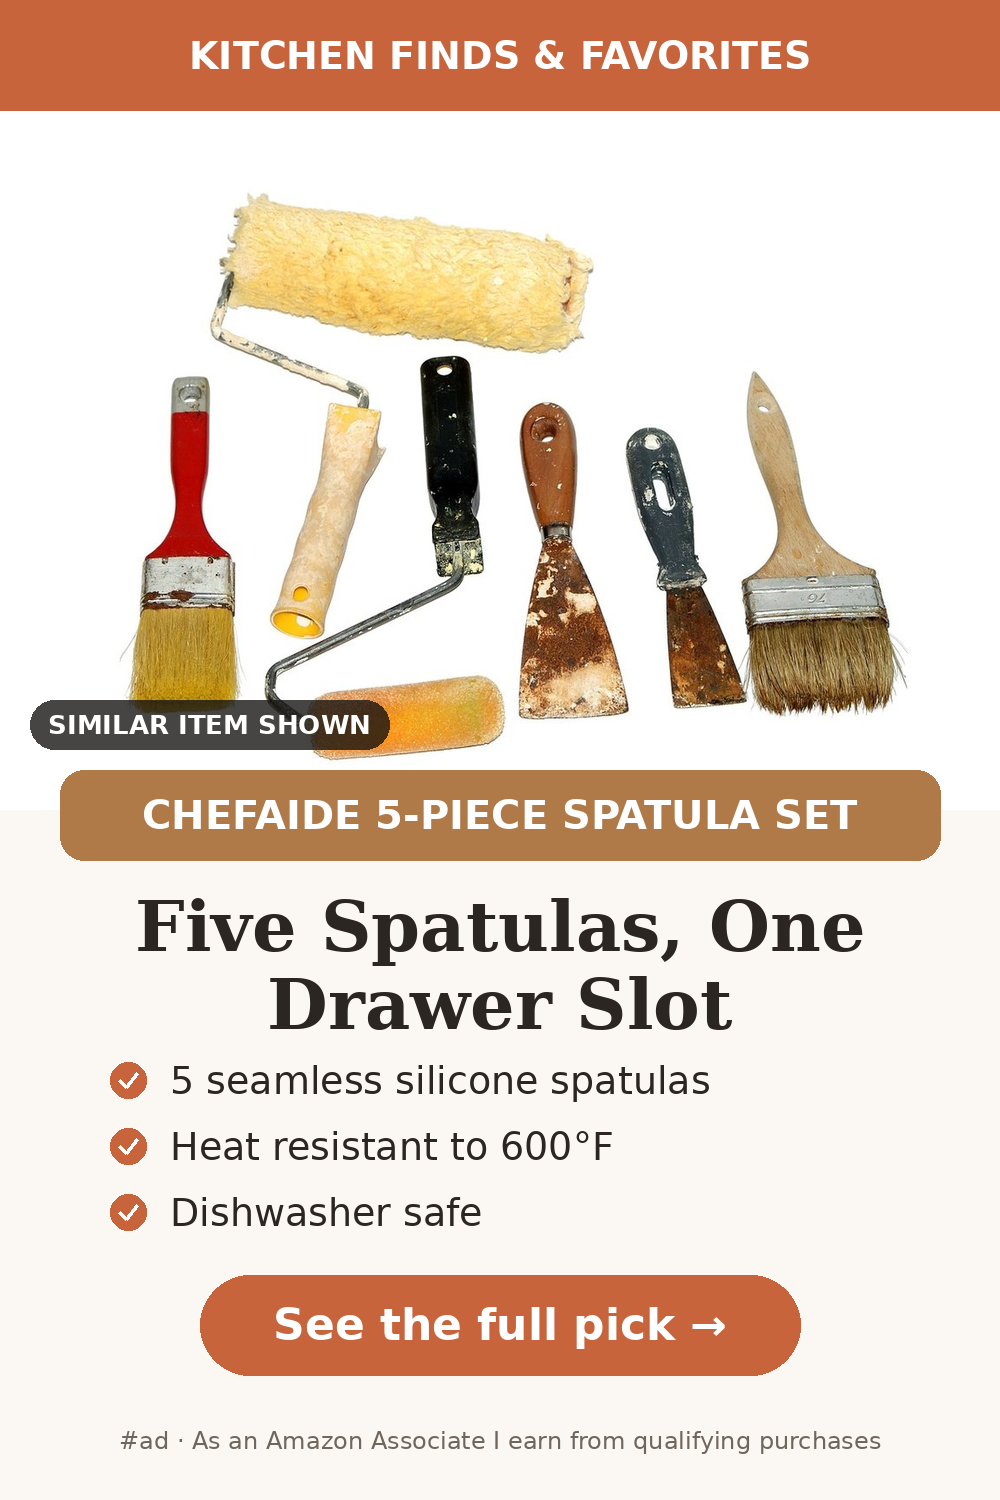 KITCHEN FINDS & FAVORITES
SIMILAR ITEM SHOWN
CHEFAIDE 5-PIECE SPATULA SET
Five Spatulas, One
Drawer Slot
5 seamless silicone spatulas
Heat resistant to 600°F
Dishwasher safe
See the full pick →
#ad · As an Amazon Associate I earn from qualifying purchases